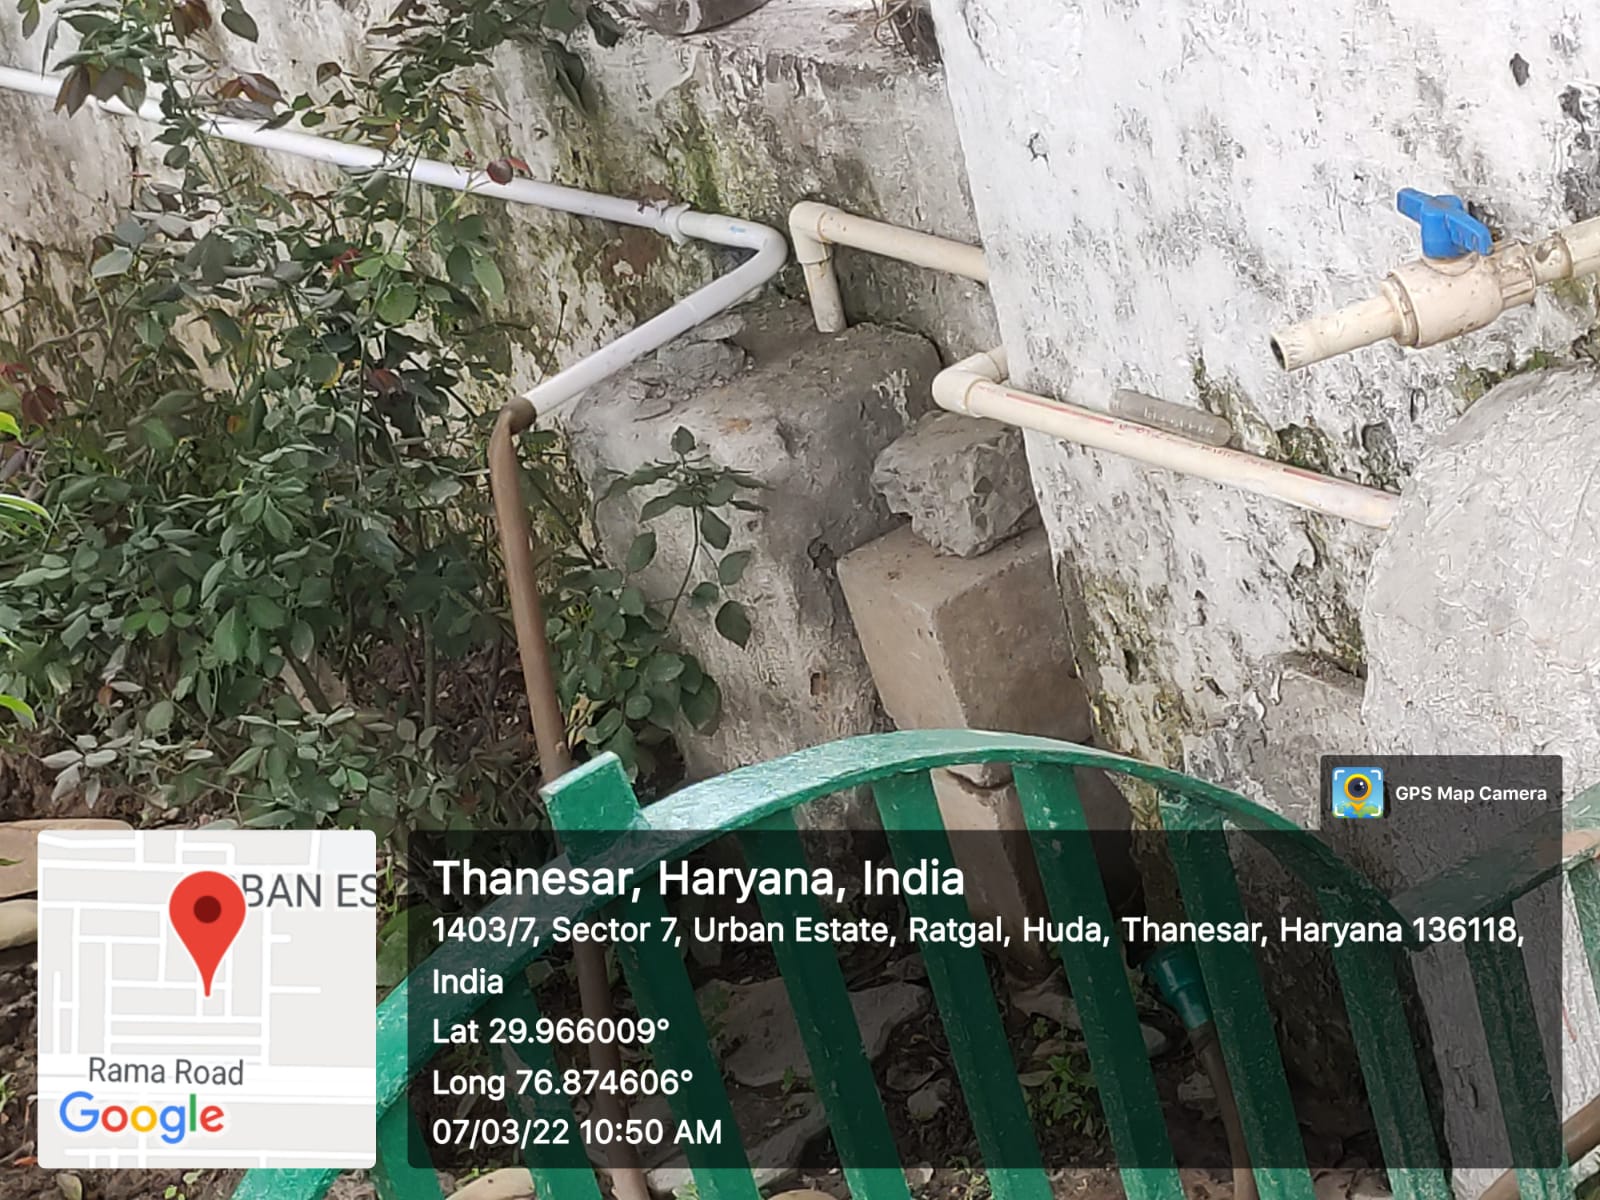 GPS Map Camera
BAN ES
Rama Road
Google
Thanesar, Haryana, India
1403/7, Sector 7, Urban Estate, Ratgal, Huda, Thanesar, Haryana 136118,
India
Lat 29.966009°
Long 76.874606°
07/03/22 10:50 AM